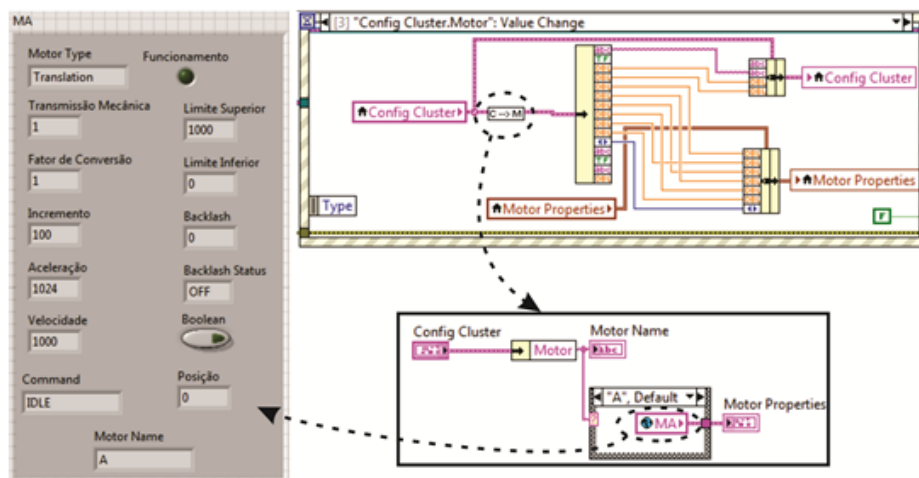 MA
Motor Type
Funcionamento
Translation
Transmissão Mecânica
Limite Superior
1
1000
Fator de Conversão
Limite Inferior
1
0
Incremento
Backlash
100
0
Aceleração
Backlash Status
1024
OFF
Velocidade
Boolean
1000
Command
Posição
IDLE
0
Motor Name
A
[3] "Config Cluster.Motor": Value Change
Config Cluster
C → M
Config Cluster
Motor Properties
Motor Properties
Type
F
Config Cluster
Motor Name
Motor
abc
"A", Default
MA
Motor Properties